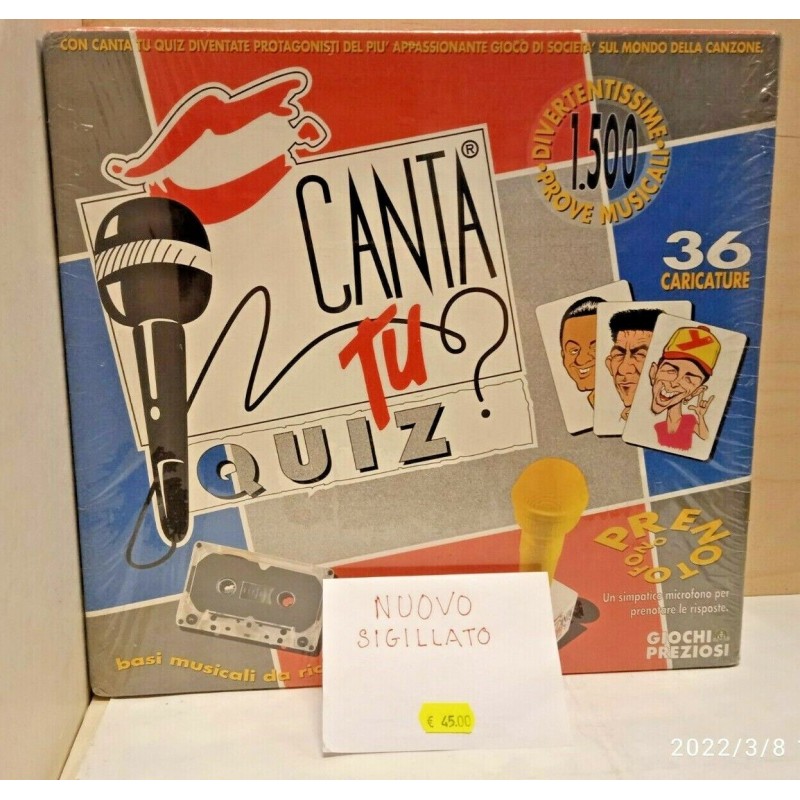 CON CANTA TU QUIZ DIVENTATE PROTAGONISTI DEL PIU' APPASSIONANTE GIOCO DI SOCIETA' SUL MONDO DELLA CANZONE.
DIVERTENTISSIME
1.500
PROVE MUSICALI
CANTA®
TU?
QUIZ
36
CARICATURE
PRENOTOFONO
Un simpatico microfono per
prenotare le risposte.
GIOCHI
PREZIOSI
basi musicali da
NUOVO
SIGILLATO
€ 45.00
2022/3/8